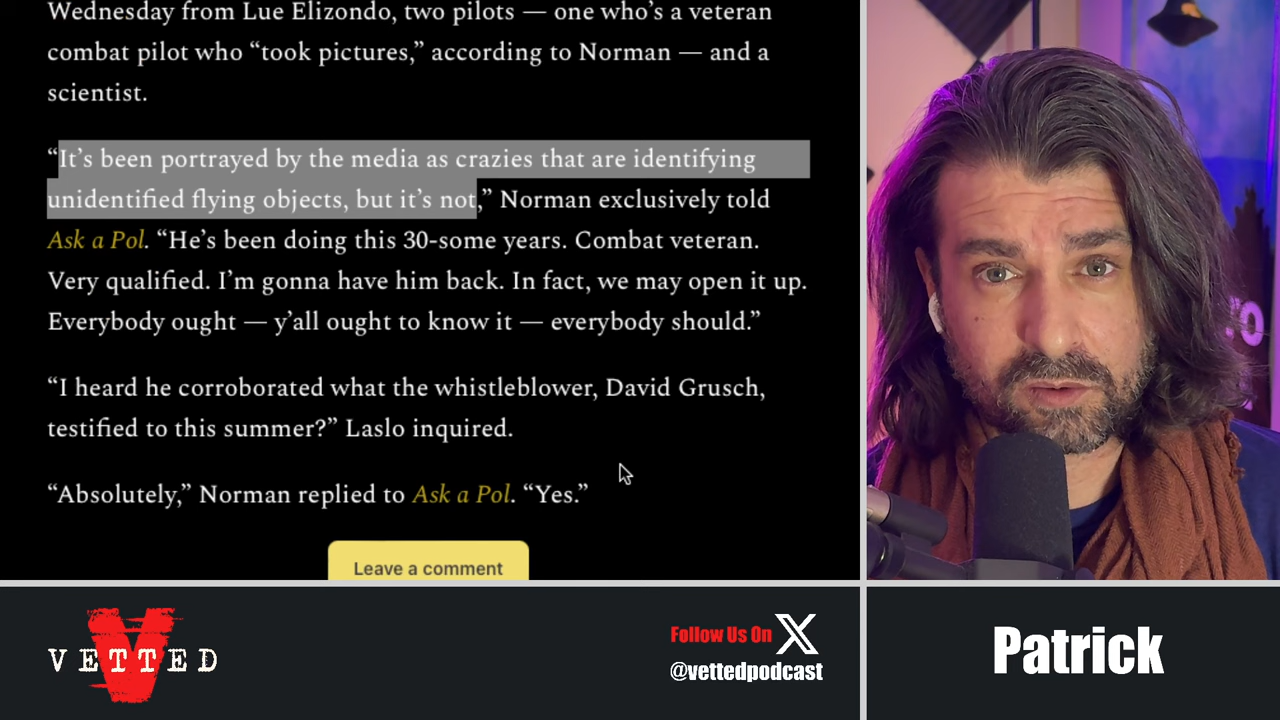 Wednesday from Lue Elizondo, two pilots — one who’s a veteran
combat pilot who “took pictures,” according to Norman — and a
scientist.
“It’s been portrayed by the media as crazies that are identifying
unidentified flying objects, but it’s not,” Norman exclusively told
Ask a Pol. “He’s been doing this 30-some years. Combat veteran.
Very qualified. I’m gonna have him back. In fact, we may open it up.
Everybody ought — y’all ought to know it — everybody should.”
“I heard he corroborated what the whistleblower, David Grusch,
testified to this summer?” Laslo inquired.
“Absolutely,” Norman replied to Ask a Pol. “Yes.”
Leave a comment
VETTED
Follow Us On X
@vettedpodcast
Patrick